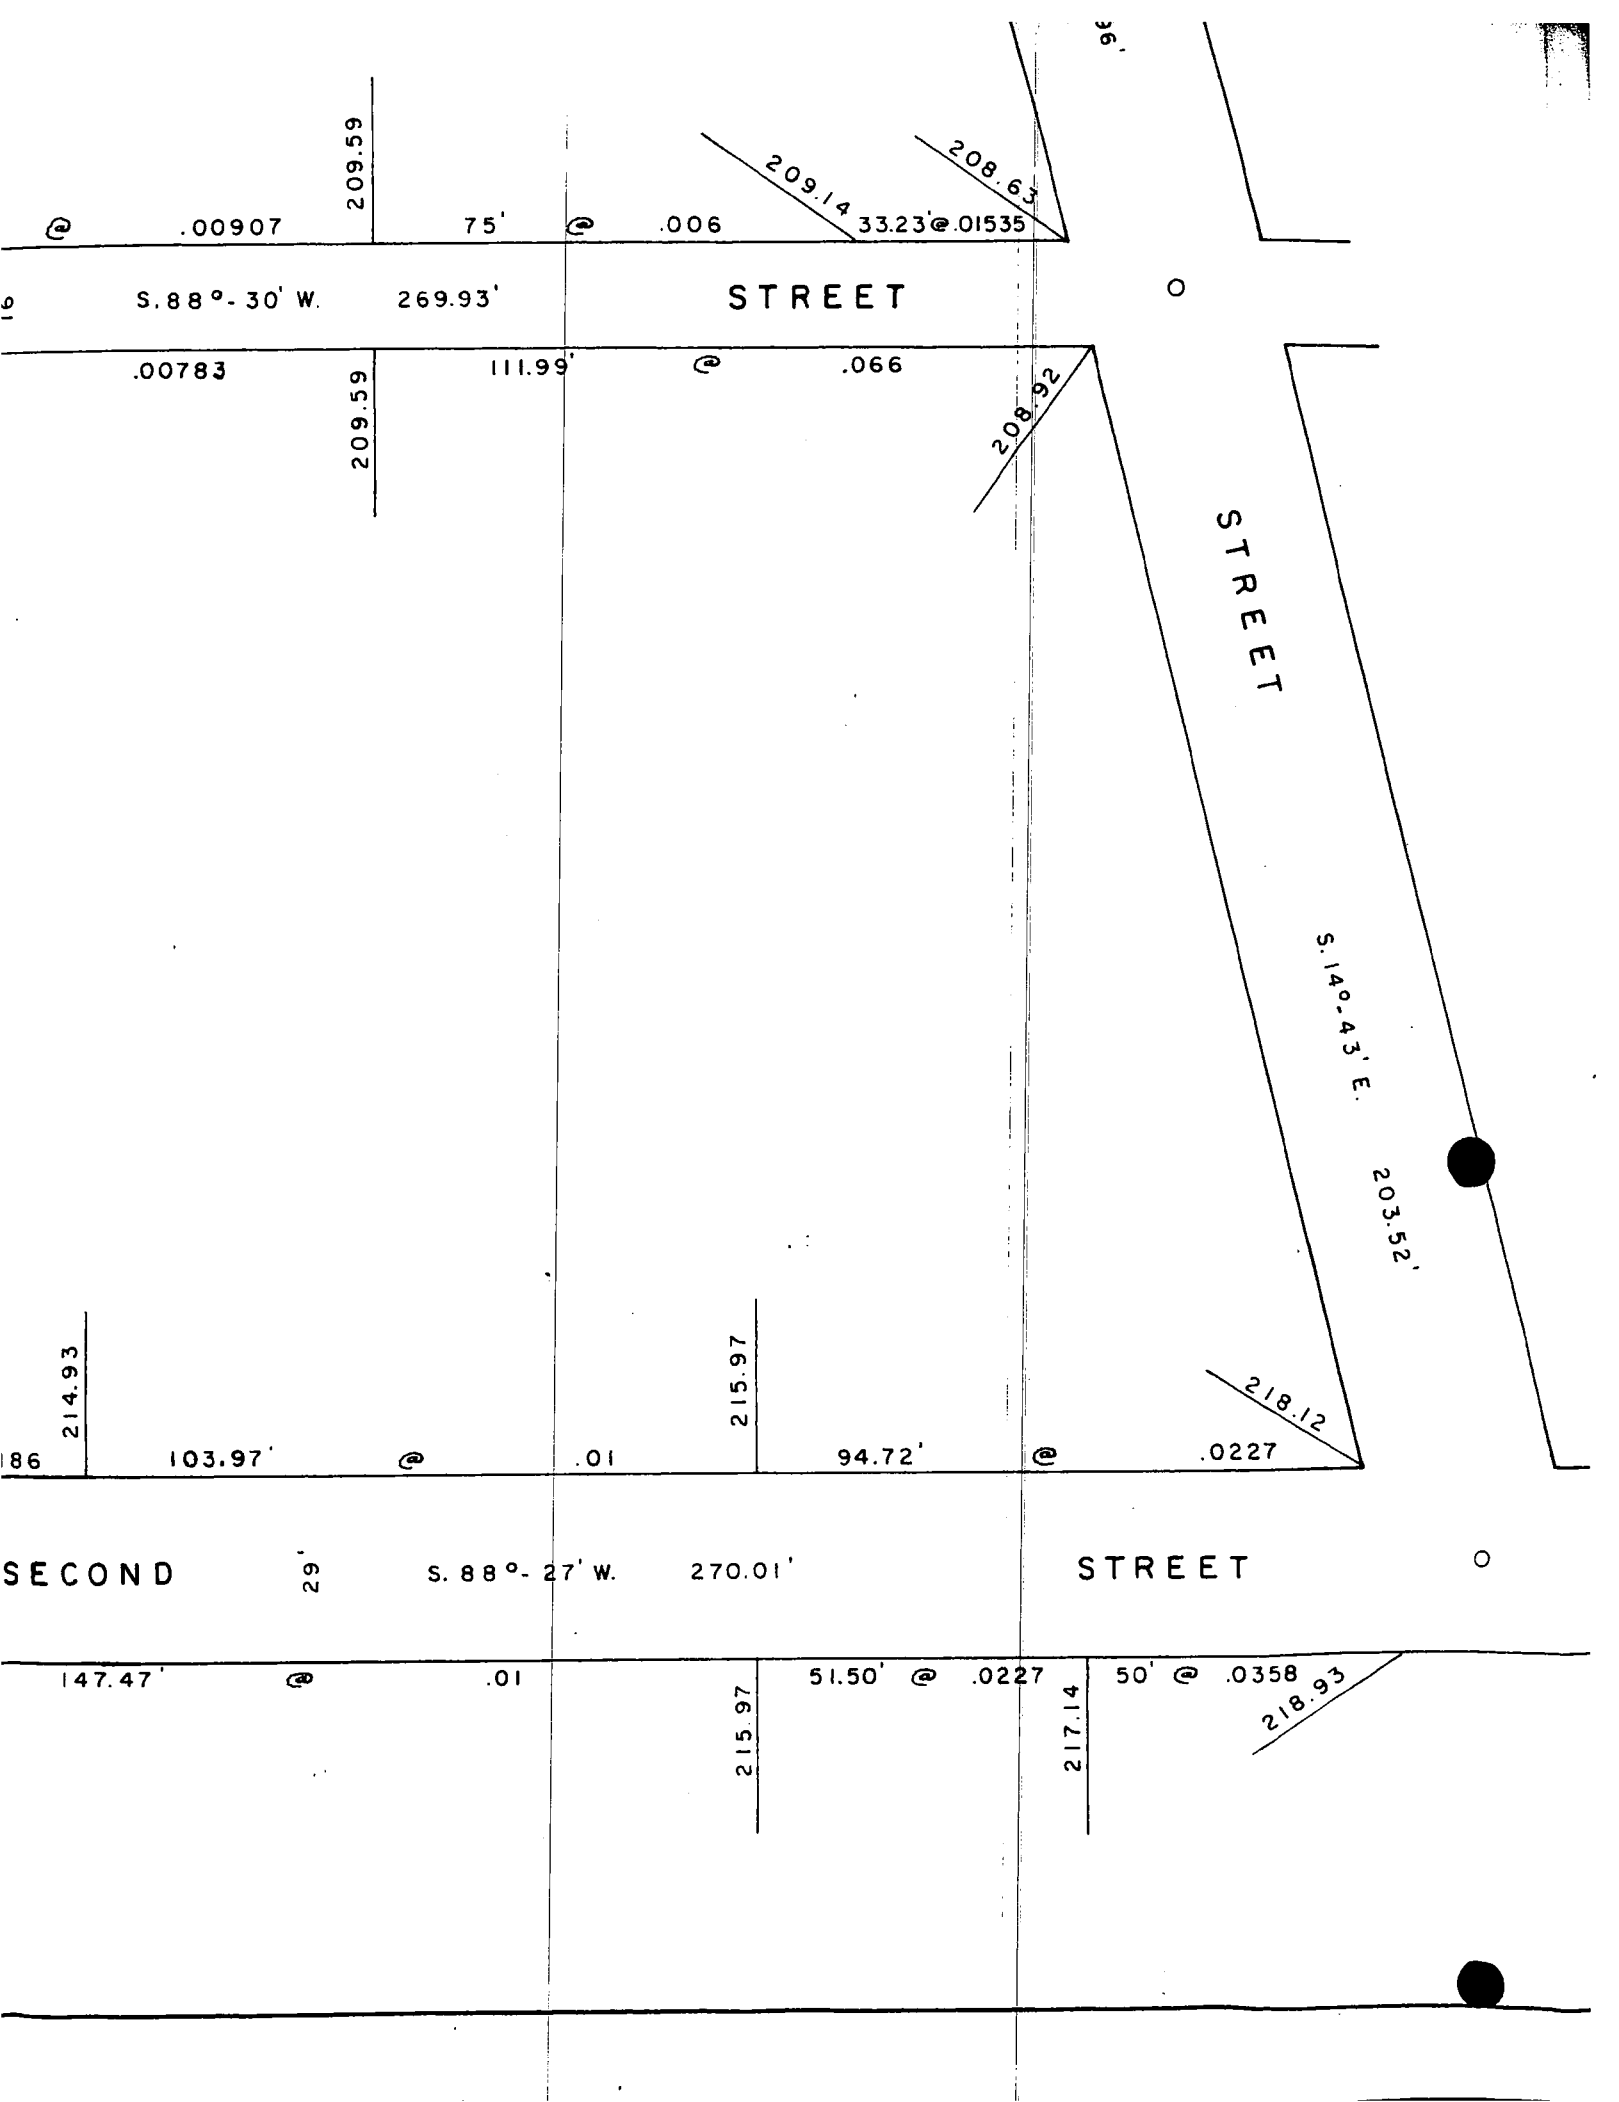 96'
209.59
209.14
208.63
@ .00907 75' @ .006 33.23'@.01535
16
S. 88°-30' W. 269.93' STREET
.00783 111.99' @ .066
209.59
208.92
STREET
S. 14°-43' E. 203.52'
214.93
215.97
218.12
186 103.97' @ .01 94.72' @ .0227
SECOND 29' S. 88°-27' W. 270.01' STREET
147.47' @ .01 51.50' @ .0227 50' @ .0358
215.97
217.14
218.93